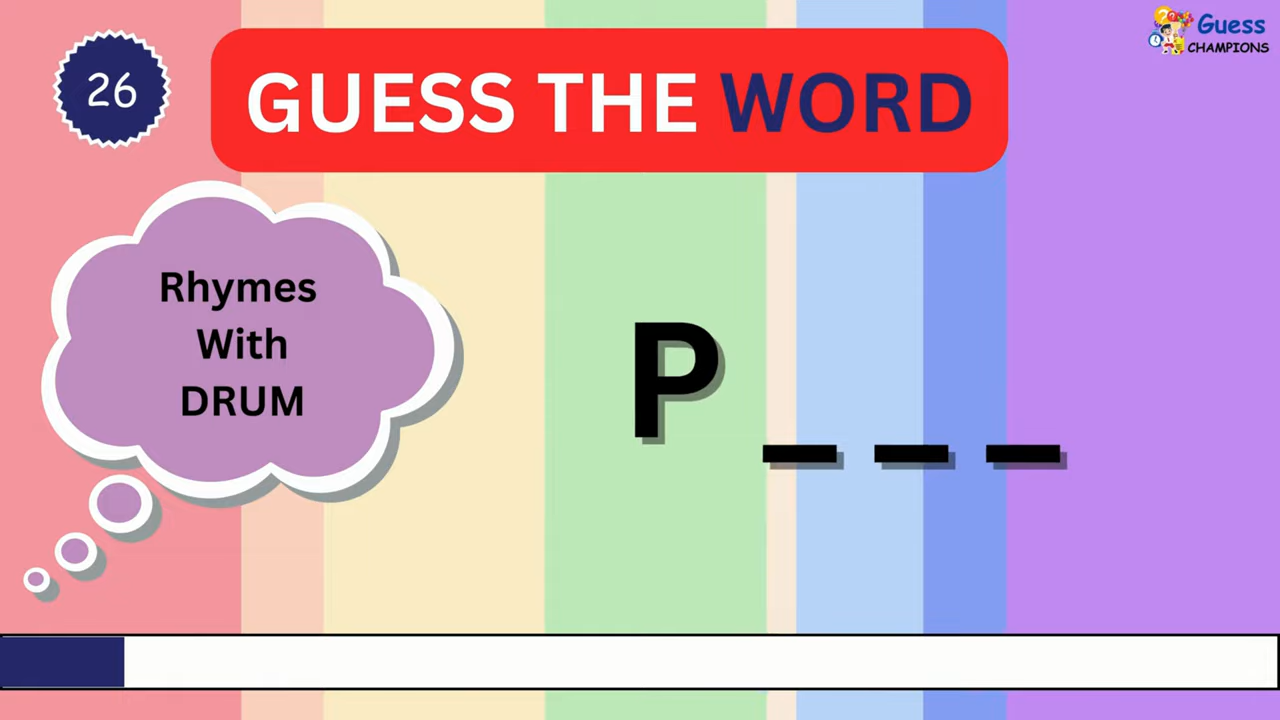 26
GUESS THE WORD
Guess
CHAMPIONS
Rhymes
With
DRUM
P _ _ _